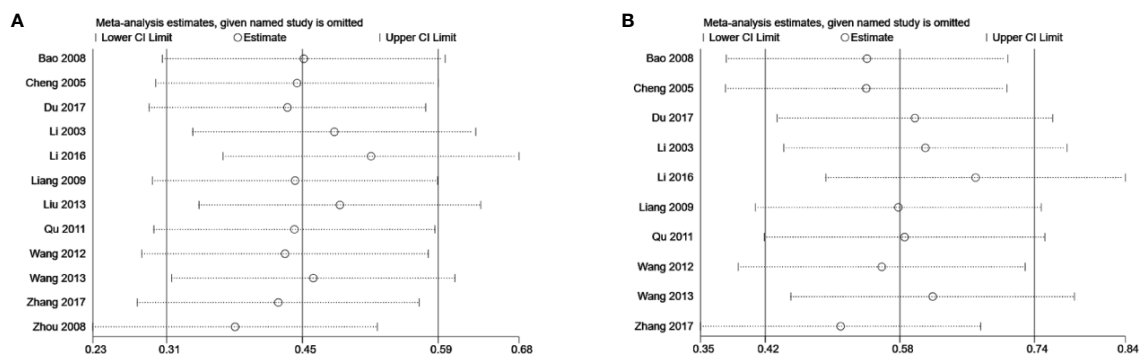 A
Meta-analysis estimates, given named study is omitted
| Lower CI Limit ○ Estimate | Upper CI Limit
Bao 2008
Cheng 2005
Du 2017
Li 2003
Li 2016
Liang 2009
Liu 2013
Qu 2011
Wang 2012
Wang 2013
Zhang 2017
Zhou 2008
0.23 0.31 0.45 0.59 0.68
B
Meta-analysis estimates, given named study is omitted
| Lower CI Limit ○ Estimate | Upper CI Limit
Bao 2008
Cheng 2005
Du 2017
Li 2003
Li 2016
Liang 2009
Qu 2011
Wang 2012
Wang 2013
Zhang 2017
0.35 0.42 0.58 0.74 0.84